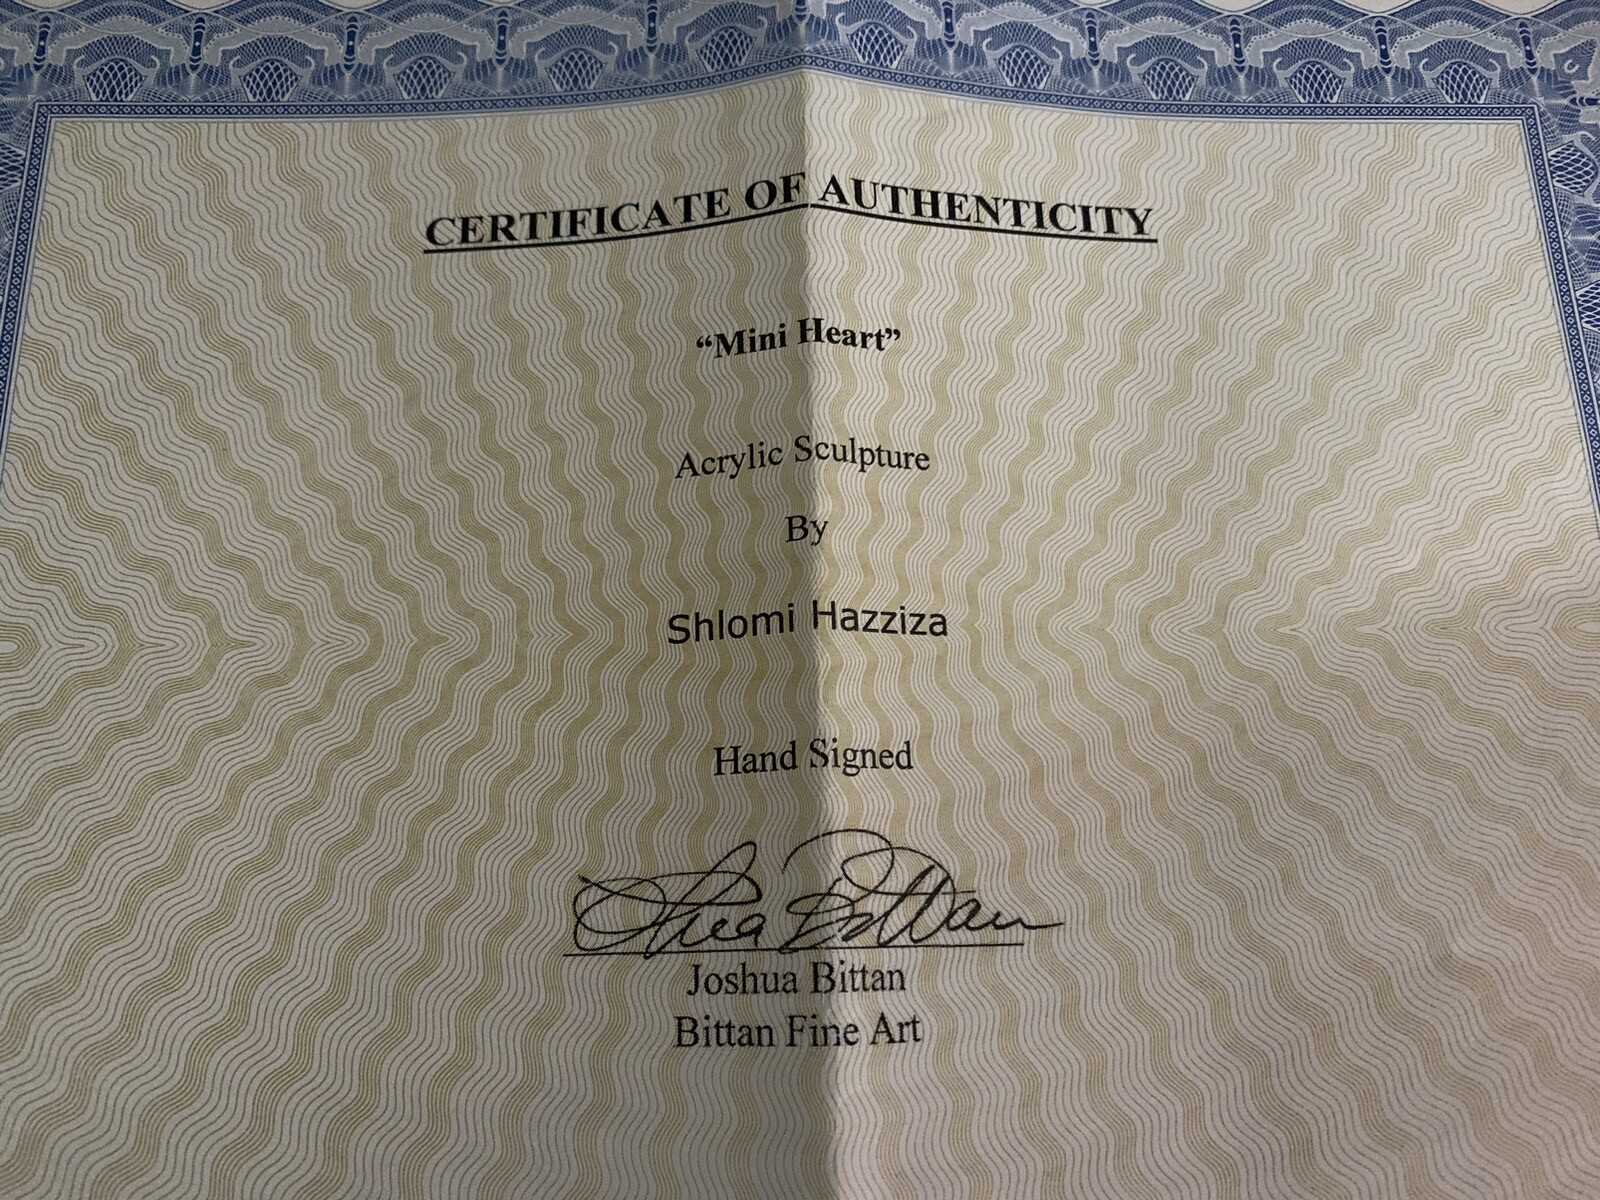 CERTIFICATE OF AUTHENTICITY
“Mini Heart”
Acrylic Sculpture
By
Shlomi Hazziza
Hand Signed
Joshua Bittan
Bittan Fine Art